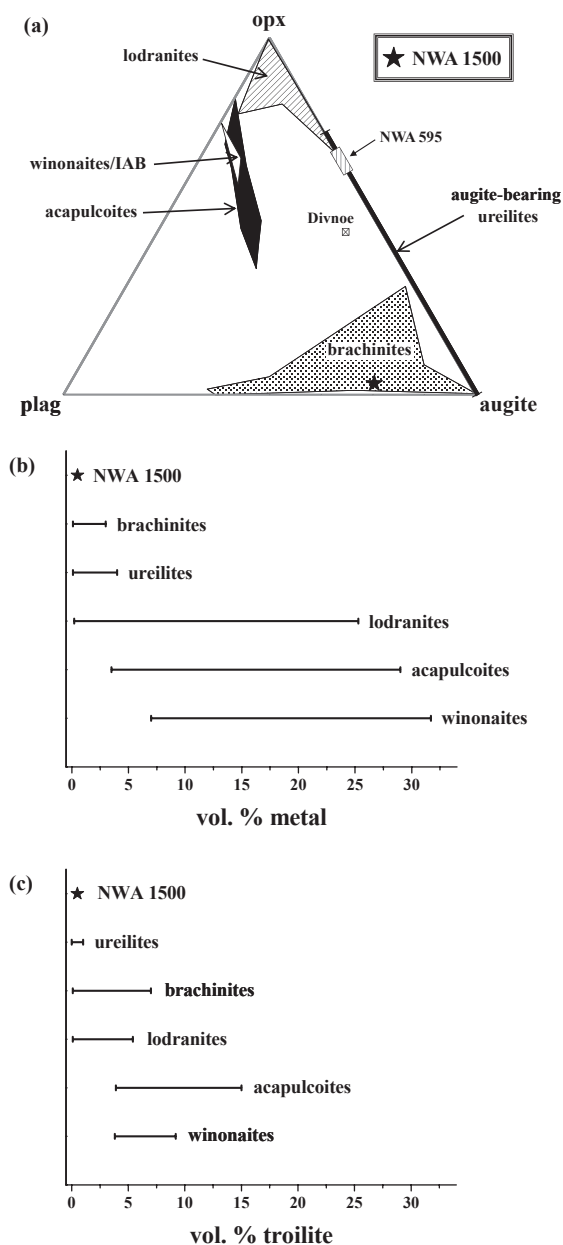 (a)
opx
lodranites
★ NWA 1500
NWA 595
winonaites/IAB
augite-bearing
ureilites
acapulcoites
Divnoe
brachinites
plag
augite
(b)
★ NWA 1500
brachinites
ureilites
lodranites
acapulcoites
winonaites
0 5 10 15 20 25 30
vol. % metal
(c)
★ NWA 1500
ureilites
brachinites
lodranites
acapulcoites
winonaites
0 5 10 15 20 25 30
vol. % troilite